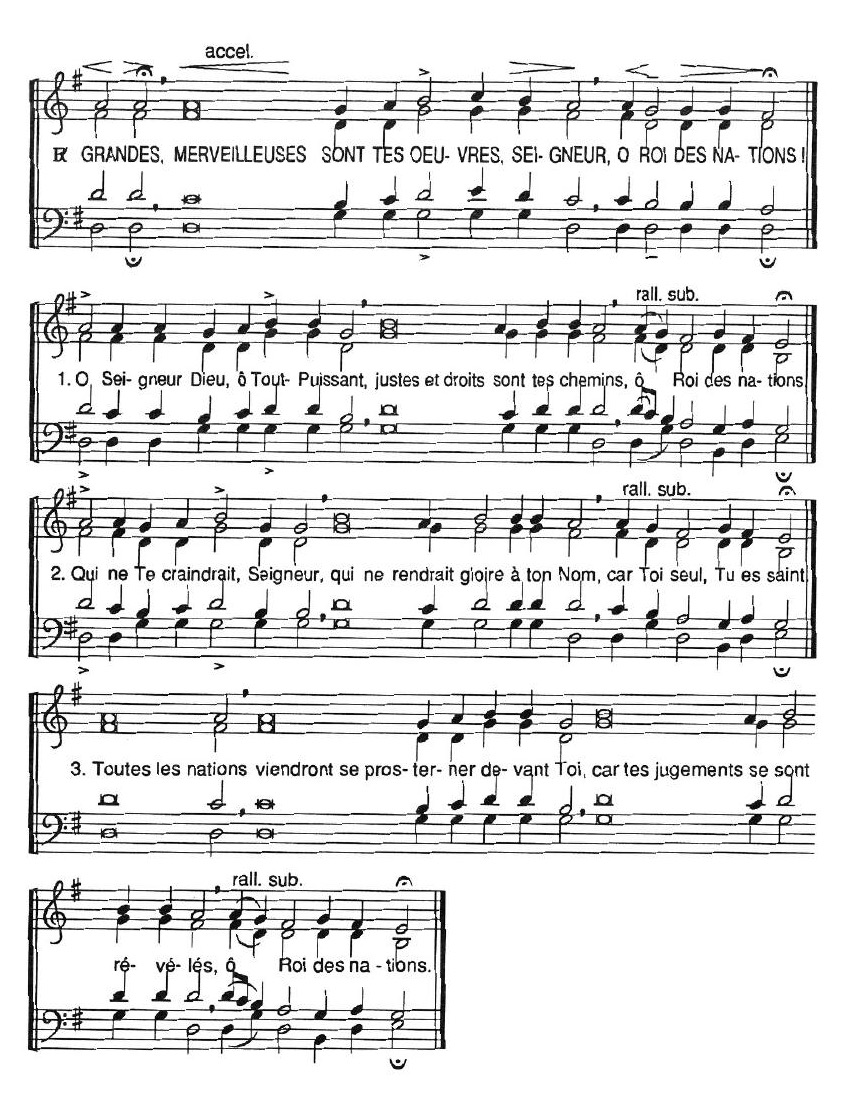 accel.
℟ GRANDES, MERVEILLEUSES SONT TES OEU- VRES, SEI- GNEUR, O ROI DES NA- TIONS !
rall. sub.
1. O, Sei- gneur Dieu, ô Tout- Puissant, justes et droits sont tes chemins, ô Roi des na- tions.
rall. sub.
2. Qui ne Te craindrait, Seigneur, qui ne rendrait gloire à ton Nom, car Toi seul, Tu es saint.
3. Toutes les nations viendront se pros- ter- ner de- vant Toi, car tes jugements se sont
rall. sub.
ré- vé- lés, ô Roi des na - tions.